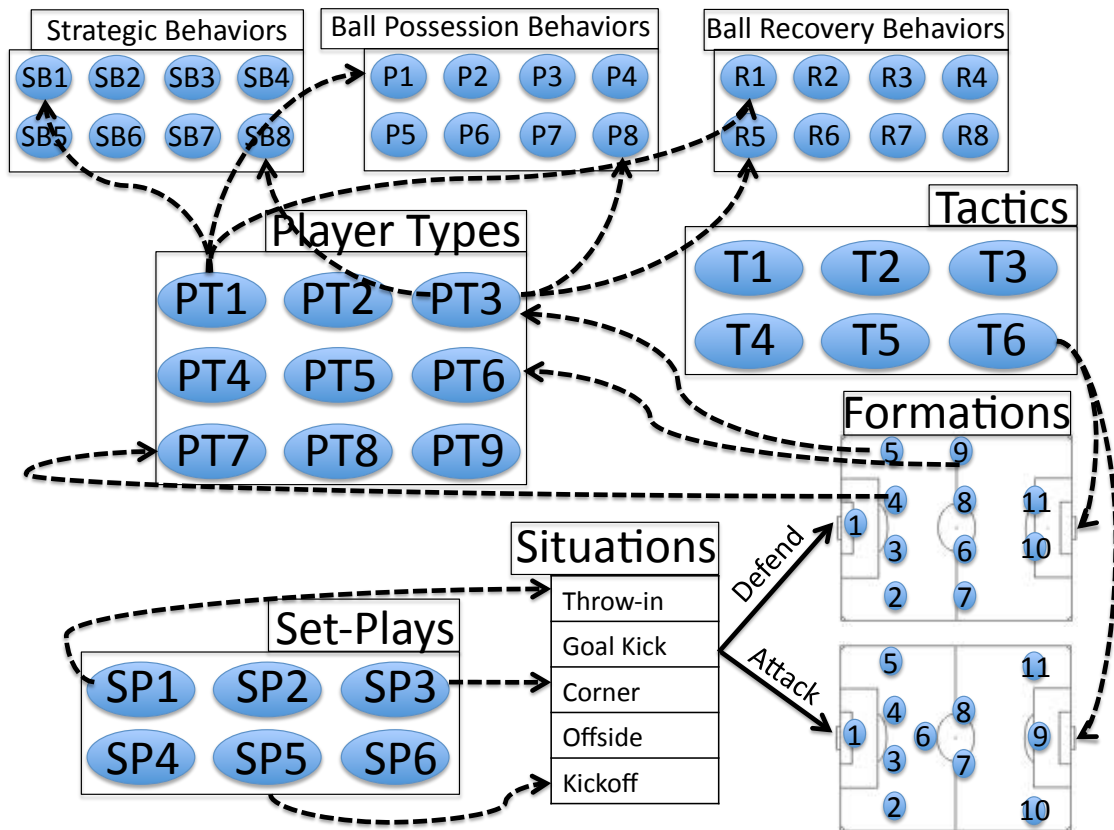 Strategic Behaviors
SB1 SB2 SB3 SB4
SB5 SB6 SB7 SB8
Ball Possession Behaviors
P1 P2 P3 P4
P5 P6 P7 P8
Ball Recovery Behaviors
R1 R2 R3 R4
R5 R6 R7 R8
Player Types
PT1 PT2 PT3
PT4 PT5 PT6
PT7 PT8 PT9
Tactics
T1 T2 T3
T4 T5 T6
Formations
5 9
4 8 11
1
3 6 10
2 7
Situations
Throw-in
Goal Kick
Corner
Offside
Kickoff
Defend
Attack
Set-Plays
SP1 SP2 SP3
SP4 SP5 SP6
5 11
4 8
1 6 9
3 7
2 10